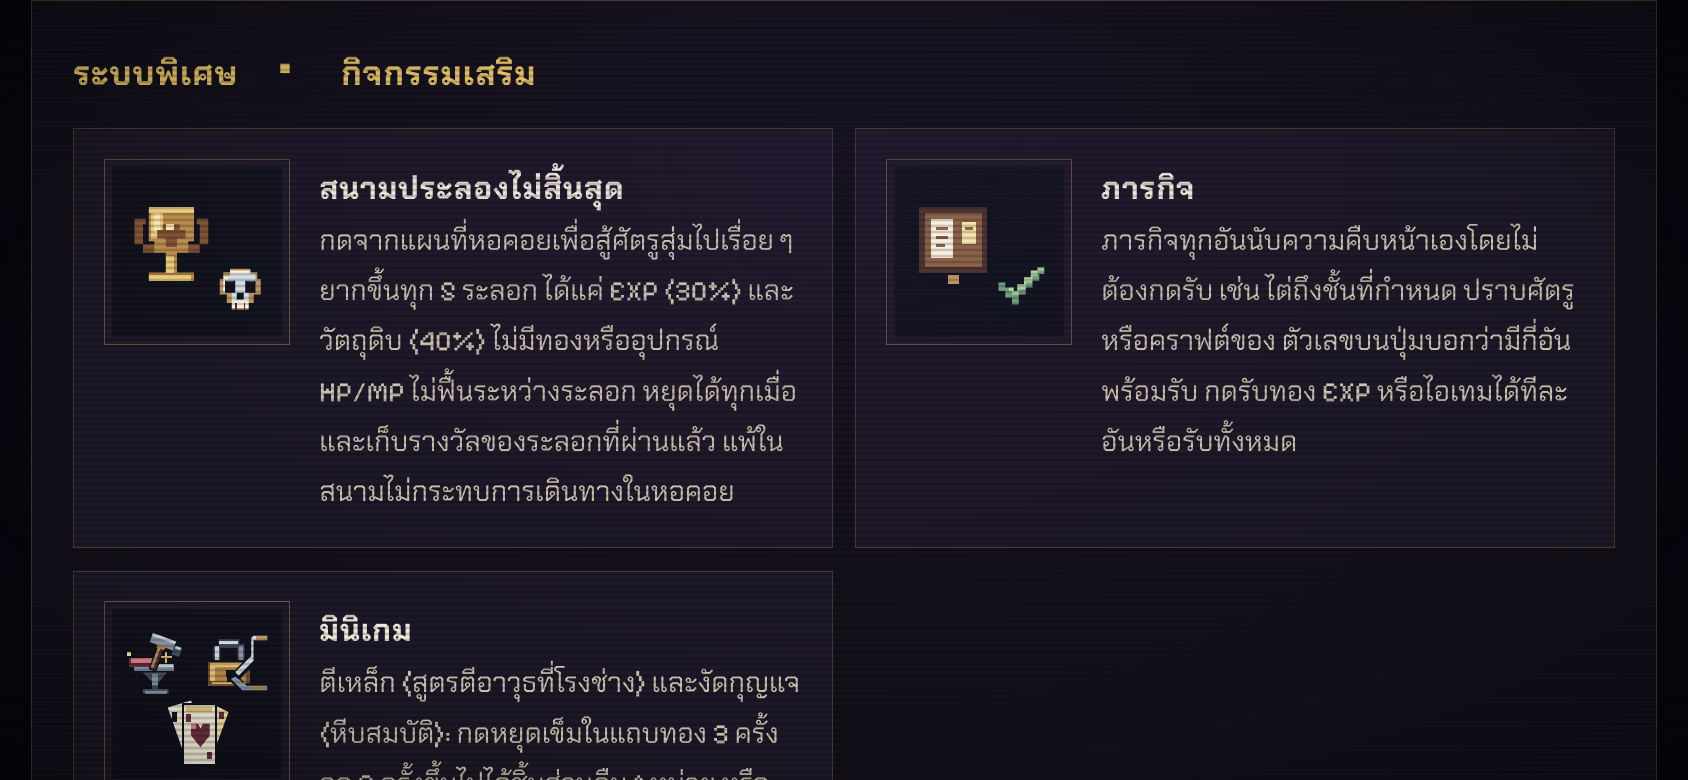 ระบบพิเศษ ▪ กิจกรรมเสริม
สนามประลองไม่สิ้นสุด
กดจากแผนที่หอคอยเพื่อสู้ศัตรูสุ่มไปเรื่อย ๆ
ยากขึ้นทุก 5 ระลอก ได้แค่ EXP (30%) และ
วัตถุดิบ (40%) ไม่มีทองหรืออุปกรณ์
HP/MP ไม่ฟื้นระหว่างระลอก หยุดได้ทุกเมื่อ
และเก็บรางวัลของระลอกที่ผ่านแล้ว แพ้ใน
สนามไม่กระทบการเดินทางในหอคอย
ภารกิจ
ภารกิจทุกอันนับความคืบหน้าเองโดยไม่
ต้องกดรับ เช่น ไต่ถึงชั้นที่กำหนด ปราบศัตรู
หรือคราฟต์ของ ตัวเลขบนปุ่มบอกว่ามีกี่อัน
พร้อมรับ กดรับทอง EXP หรือไอเทมได้ทีละ
อันหรือรับทั้งหมด
มินิเกม
ตีเหล็ก (สูตรตีอาวุธที่โรงช่าง) และงัดกุญแจ
(หีบสมบัติ): กดหยุดเข็มในแถบทอง 3 ครั้ง